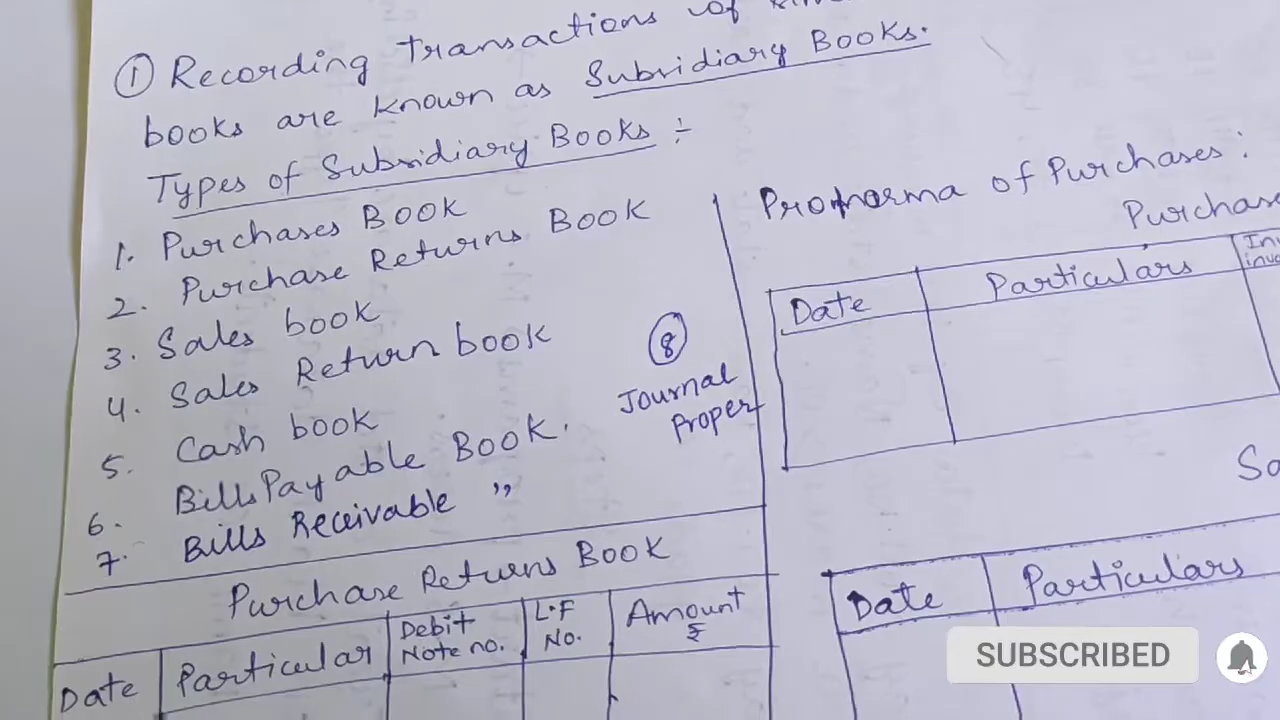 ① Recording transactions of
books are known as Subsidiary Books.
Types of Subsidiary Books :-
1. Purchases Book
2. Purchase Returns Book
3. Sales book
4. Sales Return book
5. Cash book
6. Bills Payable Book.
7. Bills Receivable "
⑧
Journal
Proper
Purchase Returns Book
Date
Particular
Debit
Note no.
L.F
No.
Amount
₹
Proforma of Purchases:
Purchase
Date
Particulars
Date
Particulars
SUBSCRIBED